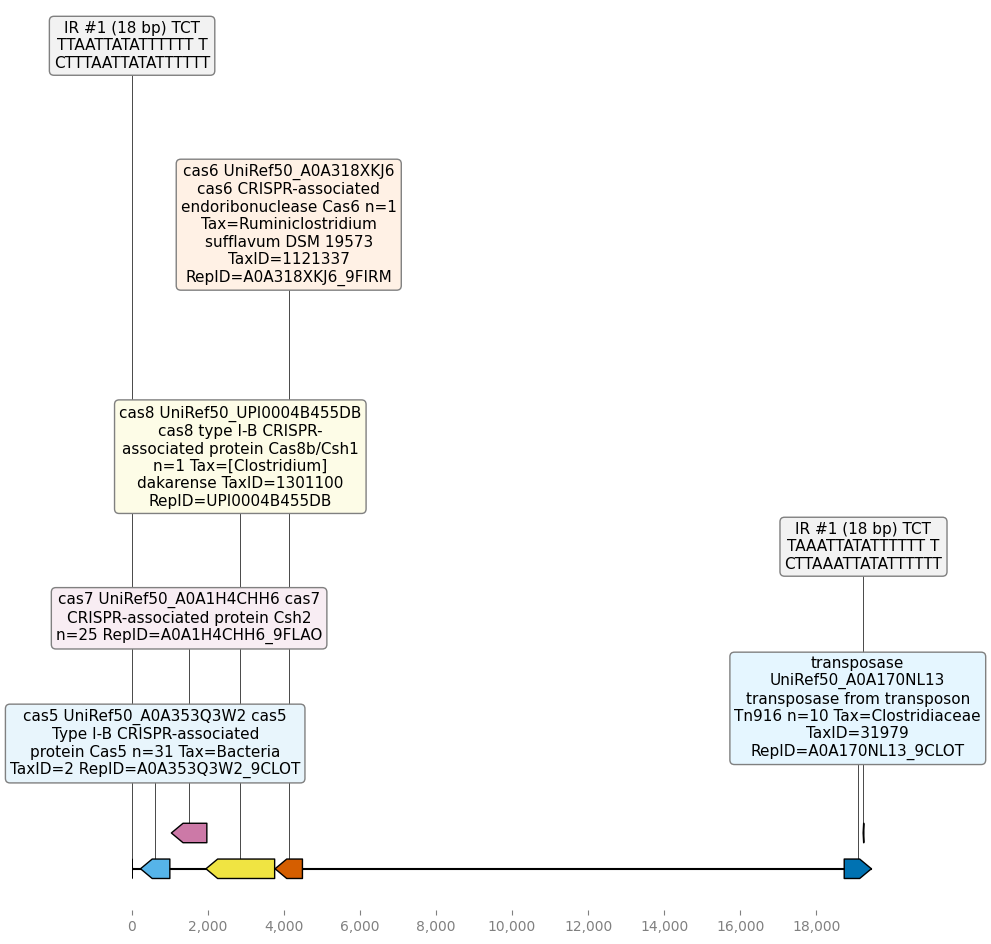 IR #1 (18 bp) TCT
TTAATTATATTTTTT T
CTTTAATTATATTTTTT
cas6 UniRef50_A0A318XKJ6
cas6 CRISPR-associated
endoribonuclease Cas6 n=1
Tax=Ruminiclostridium
sufflavum DSM 19573
TaxID=1121337
RepID=A0A318XKJ6_9FIRM
cas8 UniRef50_UPI0004B455DB
cas8 type I-B CRISPR-
associated protein Cas8b/Csh1
n=1 Tax=[Clostridium]
dakarense TaxID=1301100
RepID=UPI0004B455DB
IR #1 (18 bp) TCT
TAAATTATATTTTTT T
CTTAAATTATATTTTTT
cas7 UniRef50_A0A1H4CHH6 cas7
CRISPR-associated protein Csh2
n=25 RepID=A0A1H4CHH6_9FLAO
transposase
UniRef50_A0A170NL13
transposase from transposon
Tn916 n=10 Tax=Clostridiaceae
TaxID=31979
RepID=A0A170NL13_9CLOT
cas5 UniRef50_A0A353Q3W2 cas5
Type I-B CRISPR-associated
protein Cas5 n=31 Tax=Bacteria
TaxID=2 RepID=A0A353Q3W2_9CLOT
0 2,000 4,000 6,000 8,000 10,000 12,000 14,000 16,000 18,000